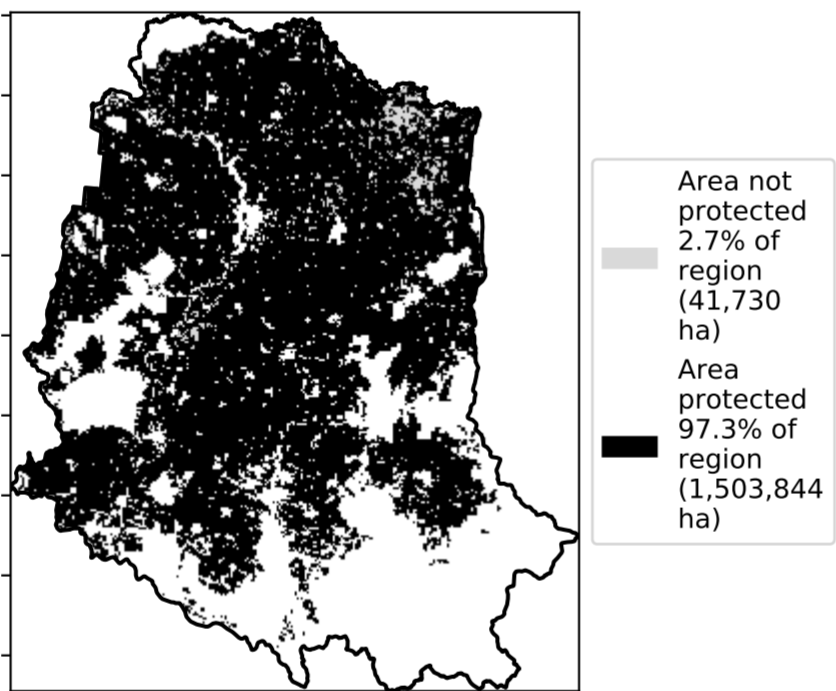 Area not
protected
2.7% of
region
(41,730
ha)
Area
protected
97.3% of
region
(1,503,844
ha)